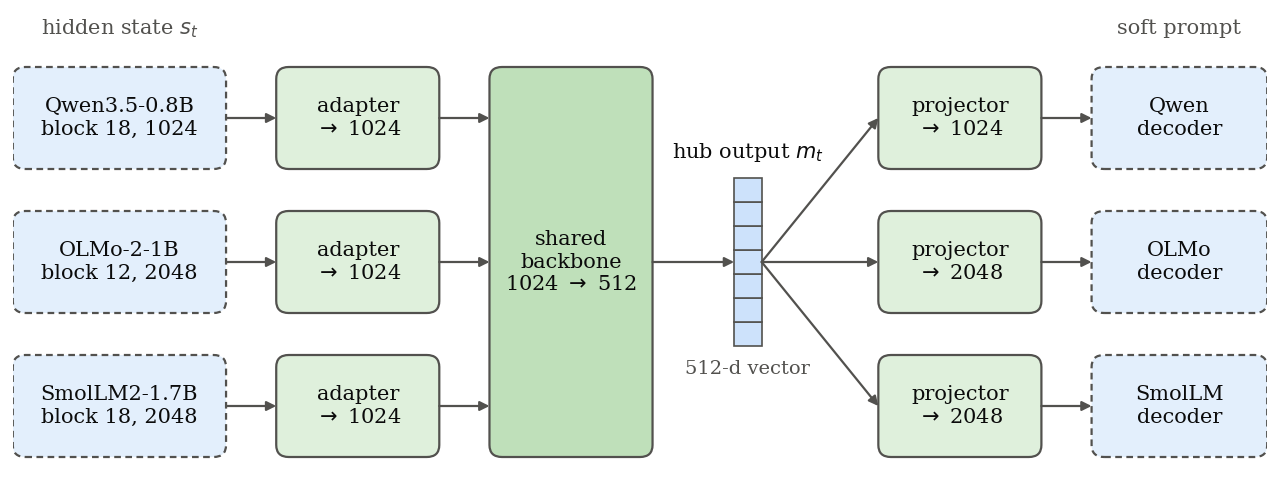 hidden state s_t
soft prompt
Qwen3.5-0.8B
block 18, 1024
adapter
→ 1024
projector
→ 1024
Qwen
decoder
hub output m_t
OLMo-2-1B
block 12, 2048
adapter
→ 1024
shared
backbone
1024 → 512
projector
→ 2048
OLMo
decoder
512-d vector
SmolLM2-1.7B
block 18, 2048
adapter
→ 1024
projector
→ 2048
SmolLM
decoder